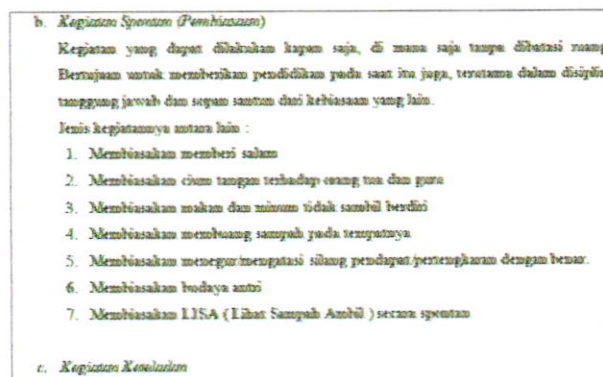 b. Kegiatan Spontan (Pembiasaan)
Kegiatan yang dapat dilakukan kapan saja, di mana saja tanpa dibatasi ruang
Bertujuan untuk memberikan pendidikan pada saat itu juga, terutama dalam disiplin
tanggung jawab dan sopan santun dari kebiasaan yang lain.
Jenis kegiatannya antara lain :
1. Membiasakan memberi salam
2. Membiasakan cium tangan terhadap orang tua dan guru
3. Membiasakan makan dan minum tidak sambil berdiri
4. Membiasakan membuang sampah pada tempatnya
5. Membiasakan menegur/mengatasi silang pendapat/pertengkaran dengan benar.
6. Membiasakan budaya antri
7. Membiasakan LISA ( Lihat Sampah Ambil ) secara spontan
c. Kegiatan Keteladan